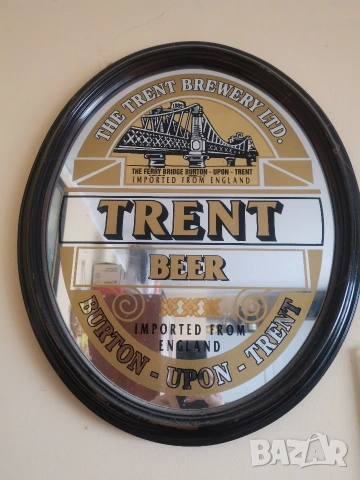 THE TRENT BREWERY LTD.
THE FERRY BRIDGE BURTON - UPON - TRENT
IMPORTED FROM ENGLAND
TRENT
BEER
IMPORTED FROM
ENGLAND
BURTON - UPON - TRENT
BAZAR.bg